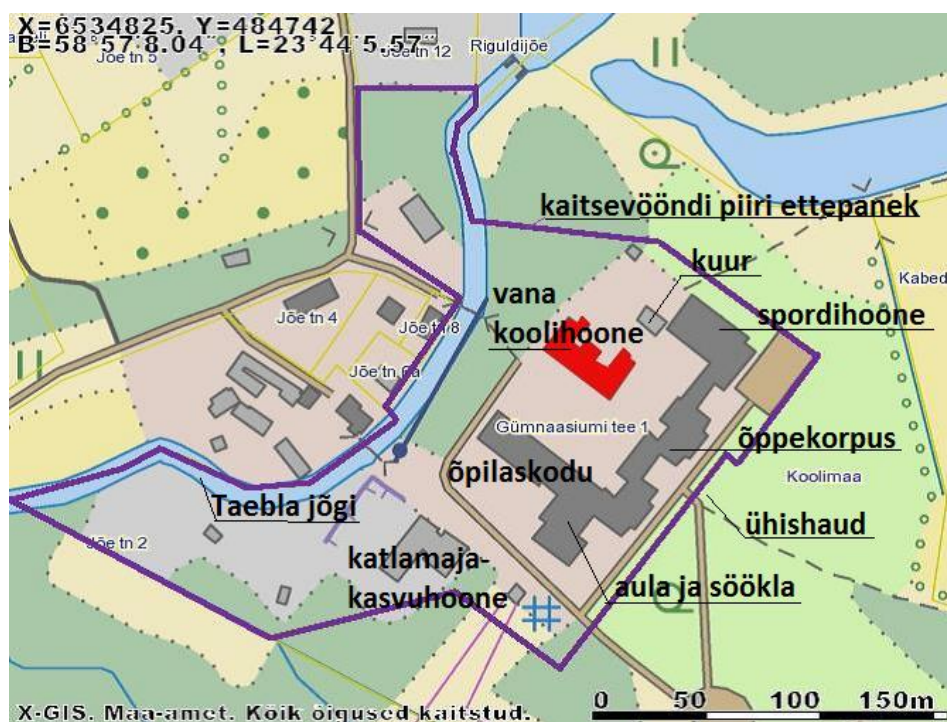 X=6534825, Y=484742
B=58°57'8.04", L=23°44'5.57"
Jõe tn 5
Jõe tn 12
Riguldijõe
kaitsevööndi piiri ettepanek
kuur
Kabed
vana
koolihoone
spordihoone
Jõe tn 4
Jõe tn 8
Jõe tn 6a
Gümnaasiumi tee 1
õppekorpus
õpilaskodu
Koolimaa
Taebla jõgi
ühishaud
Jõe tn 2
katlamaja-
kasvuhoone
aula ja söökla
0 50 100 150m
X-GIS. Maa-amet. Kõik õigused kaitstud.